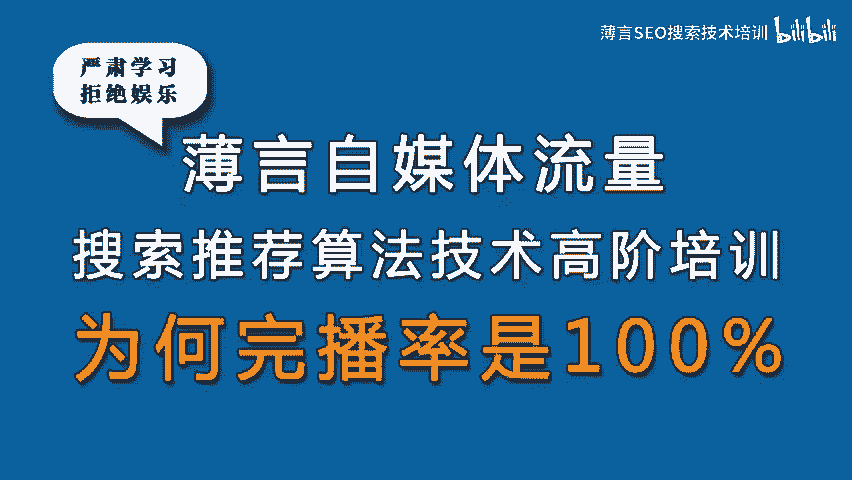 薄言SEO搜索技术培训 bilibili
严肃学习
拒绝娱乐
薄言自媒体流量
搜索推荐算法技术高阶培训
为何完播率是100%